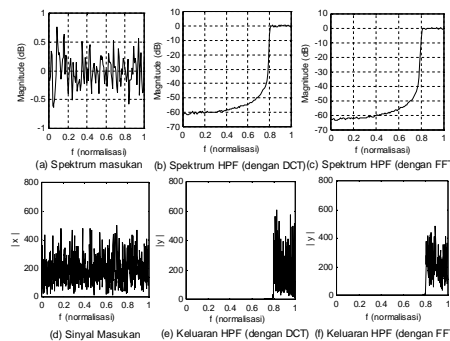 1
0.5
0
-0.5
-1
0 0.2 0.4 0.6 0.8 1
Magnitude (dB)
f (normalisasi)
(a) Spektrum masukan
10
0
-10
-20
-30
-40
-50
-60
-70
0 0.2 0.4 0.6 0.8 1
Magnitude (dB)
f (normalisasi)
(b) Spektrum HPF (dengan DCT)
10
0
-10
-20
-30
-40
-50
-60
-70
0 0.2 0.4 0.6 0.8 1
Magnitude (dB)
f (normalisasi)
(c) Spektrum HPF (dengan FFT
800
600
400
200
0
0 0.2 0.4 0.6 0.8 1
| x |
f (normalisasi)
(d) Sinyal Masukan
800
600
400
200
0
0 0.2 0.4 0.6 0.8 1
| y |
f (normalisasi)
(e) Keluaran HPF (dengan DCT)
800
600
400
200
0
0 0.2 0.4 0.6 0.8 1
| y |
f (normalisasi)
(f) Keluaran HPF (dengan FFT